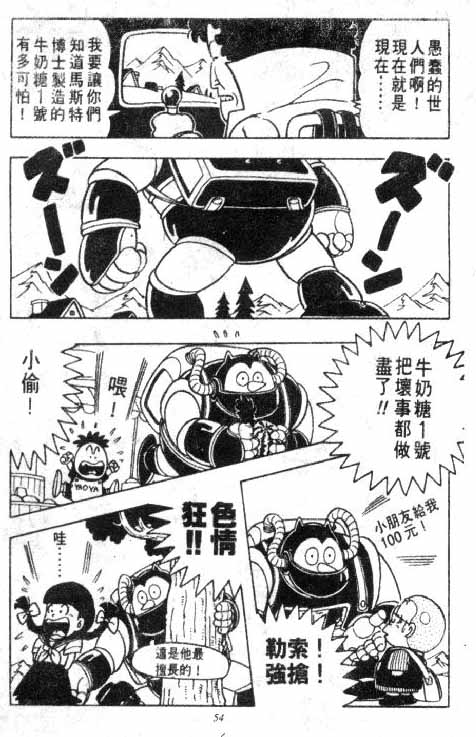 愚蠢的世
人們啊！
現在就是
現在……
我要讓你們
知道馬斯特
博士製造的
牛奶糖1號
有多可怕！
ズーン
ズーン
牛奶糖1號
把壞事都做
盡了!!
喂！
小偷！
YAOYA
小朋友給我
100元！
勒索！
強搶！
色情
狂!!
哇……
這是他最
擅長的！
54